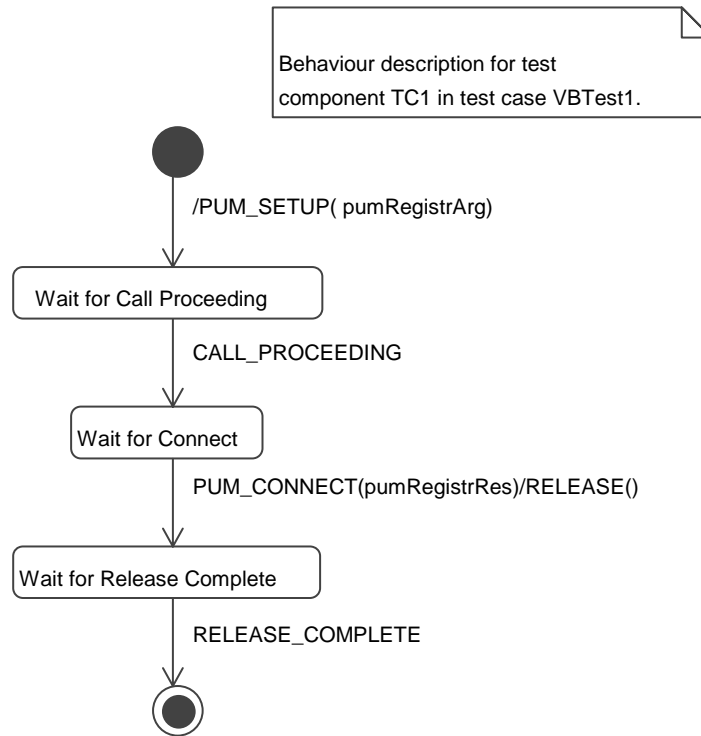 Behaviour description for test
component TC1 in test case VBTest1.
/PUM_SETUP( pumRegistrArg)
Wait for Call Proceeding
CALL_PROCEEDING
Wait for Connect
PUM_CONNECT(pumRegistrRes)/RELEASE()
Wait for Release Complete
RELEASE_COMPLETE